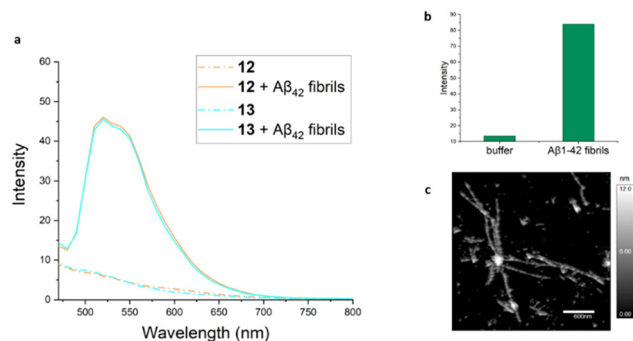 a
12
12 + Aβ42 fibrils
13
13 + Aβ42 fibrils
60
50
40
30
20
10
0
Intensity
500 550 600 650 700 750 800
Wavelength (nm)
b
90
80
70
60
50
40
30
20
10
Intensity
buffer Aβ1-42 fibrils
c
nm
12.0
6.00
0.00
600nm